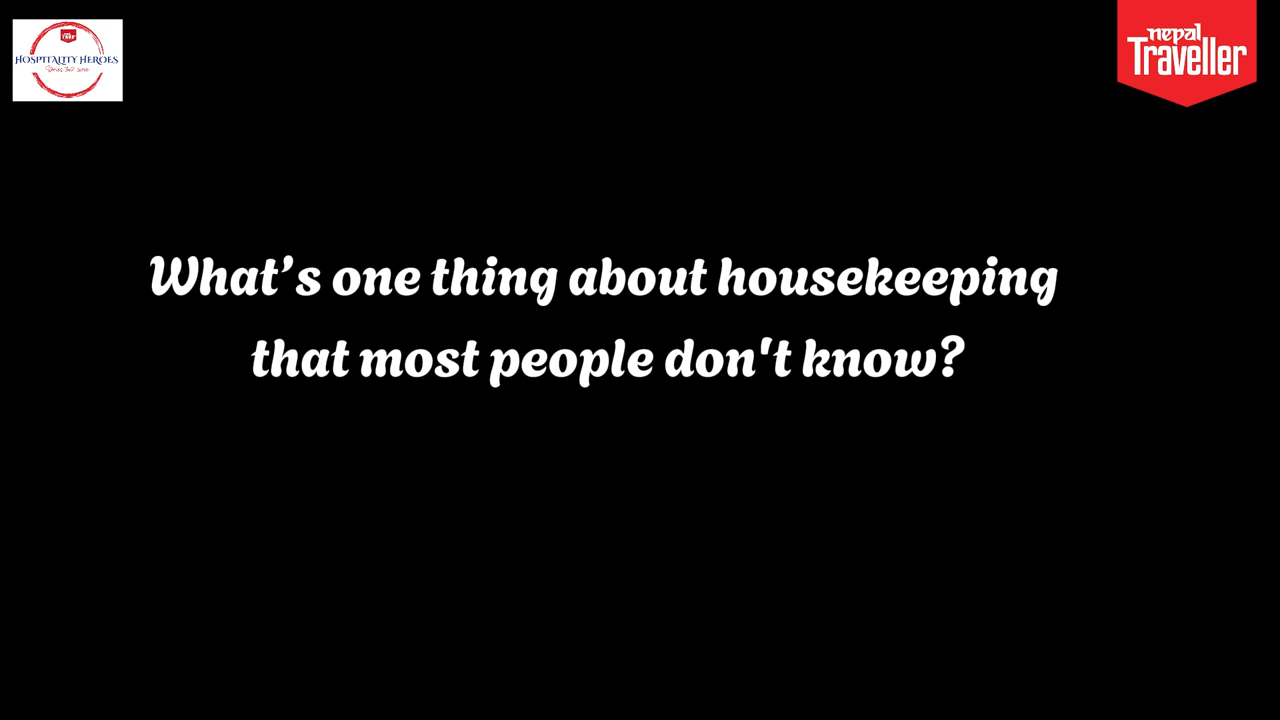 HOSPITALITY HEROES
nepal
Traveller
What’s one thing about housekeeping
that most people don't know?